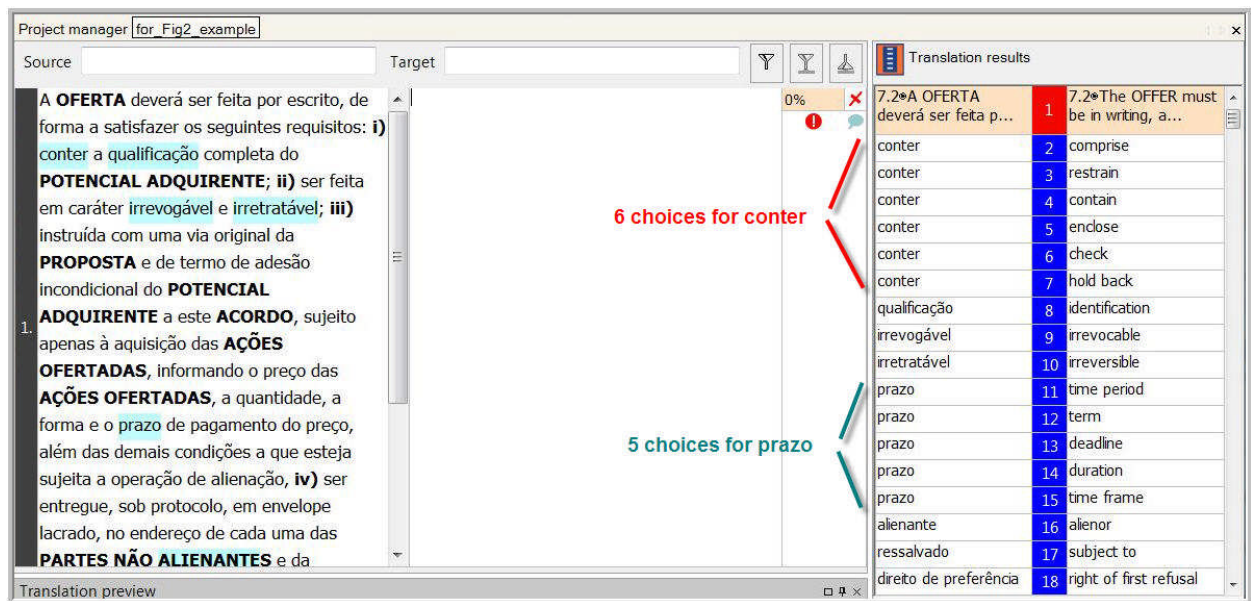 Project manager for_Fig2_example
Source
Target
A OFERTA deverá ser feita por escrito, de
forma a satisfazer os seguintes requisitos: i)
conter a qualificação completa do
POTENCIAL ADQUIRENTE; ii) ser feita
em caráter irrevogável e irretratável; iii)
instruída com uma via original da
PROPOSTA e de termo de adesão
incondicional do POTENCIAL
ADQUIRENTE a este ACORDO, sujeito
apenas à aquisição das AÇÕES
OFERTADAS, informando o preço das
AÇÕES OFERTADAS, a quantidade, a
forma e o prazo de pagamento do preço,
além das demais condições a que esteja
sujeita a operação de alienação, iv) ser
entregue, sob protocolo, em envelope
lacrado, no endereço de cada uma das
PARTES NÃO ALIENANTES e da
1.
0%
6 choices for conter
5 choices for prazo
Translation preview
Translation results
7.2 A OFERTA
deverá ser feita p...
1
7.2 The OFFER must
be in writing, a...
conter 2 comprise
conter 3 restrain
conter 4 contain
conter 5 enclose
conter 6 check
conter 7 hold back
qualificação 8 identification
irrevogável 9 irrevocable
irretratável 10 irreversible
prazo 11 time period
prazo 12 term
prazo 13 deadline
prazo 14 duration
prazo 15 time frame
alienante 16 alienor
ressalvado 17 subject to
direito de preferência 18 right of first refusal